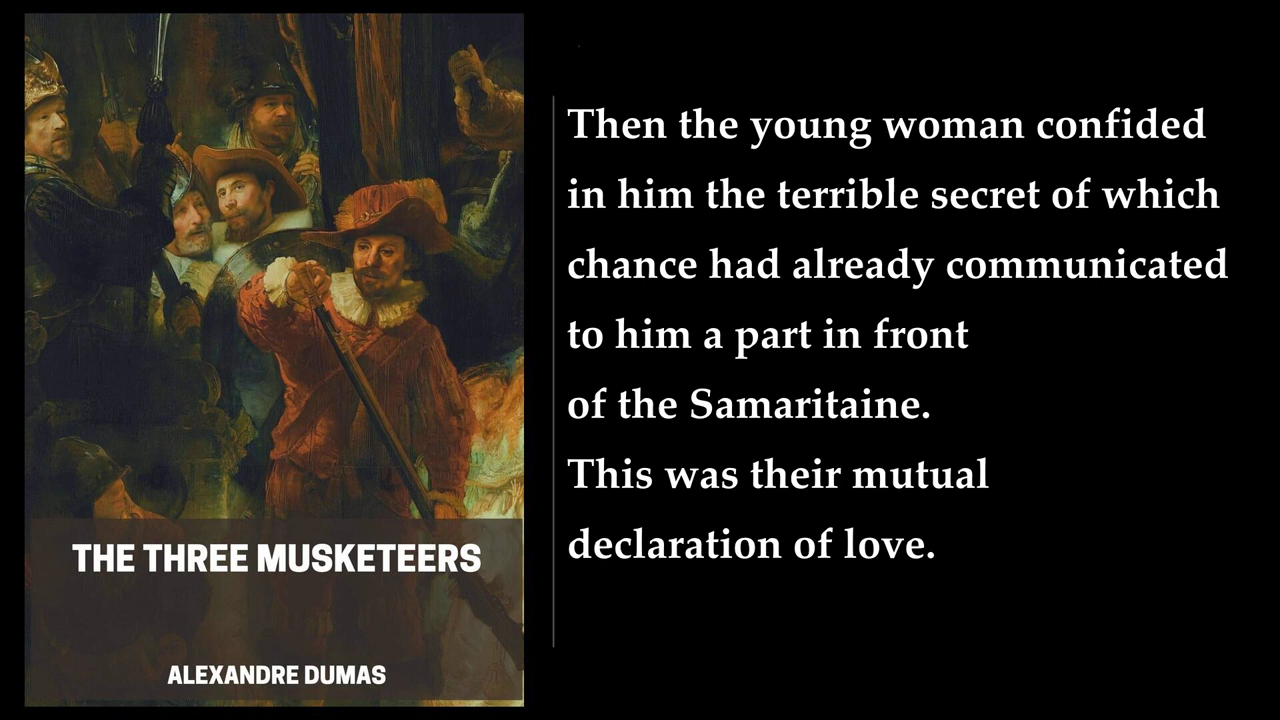 THE THREE MUSKETEERS
ALEXANDRE DUMAS
Then the young woman confided
in him the terrible secret of which
chance had already communicated
to him a part in front
of the Samaritaine.
This was their mutual
declaration of love.